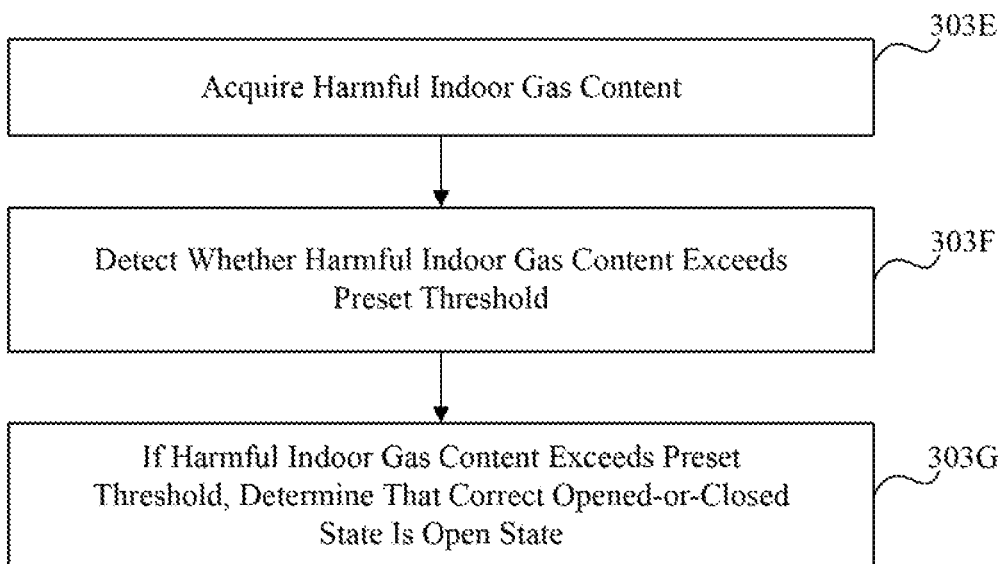 303E
Acquire Harmful Indoor Gas Content
303F
Detect Whether Harmful Indoor Gas Content Exceeds
Preset Threshold
303G
If Harmful Indoor Gas Content Exceeds Preset
Threshold, Determine That Correct Opened-or-Closed
State Is Open State